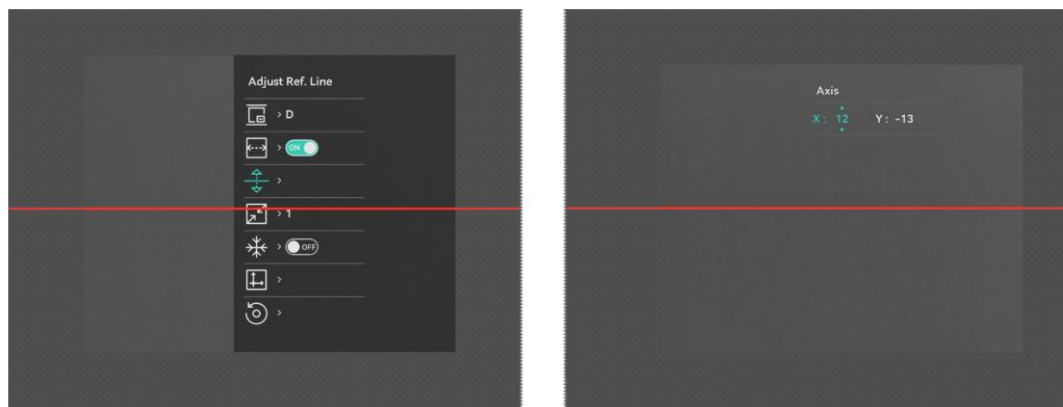 Adjust Ref. Line
› D
› ON
›
› 1
› OFF
›
›
Axis
X : 12 Y : -13